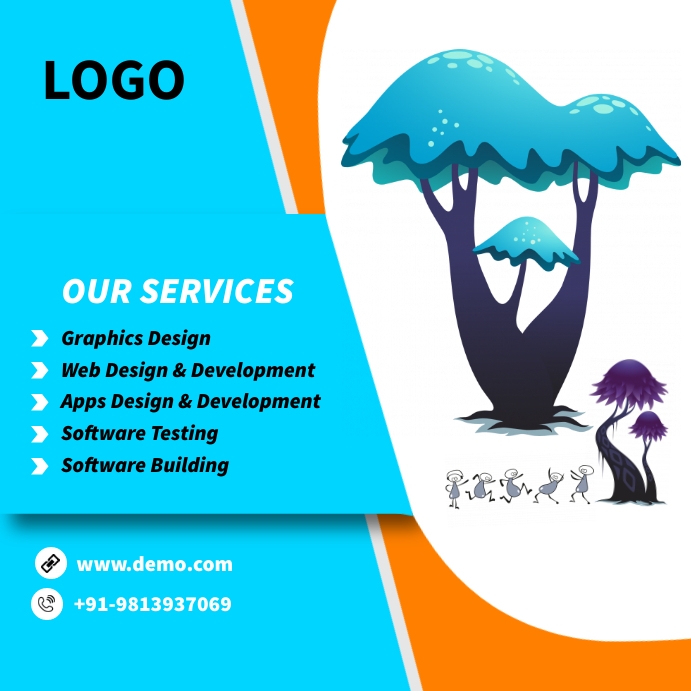 LOGO
OUR SERVICES
Graphics Design
Web Design & Development
Apps Design & Development
Software Testing
Software Building
www.demo.com
+91-9813937069